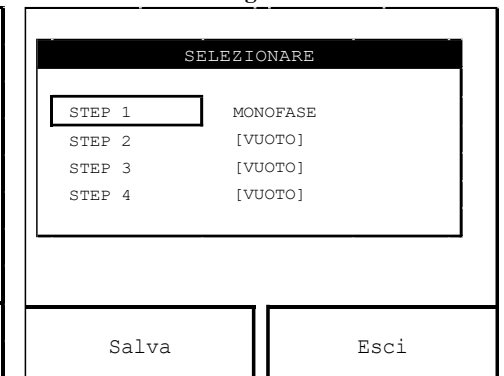 SELEZIONARE
STEP 1 MONOFASE
STEP 2 [VUOTO]
STEP 3 [VUOTO]
STEP 4 [VUOTO]
Salva Esci